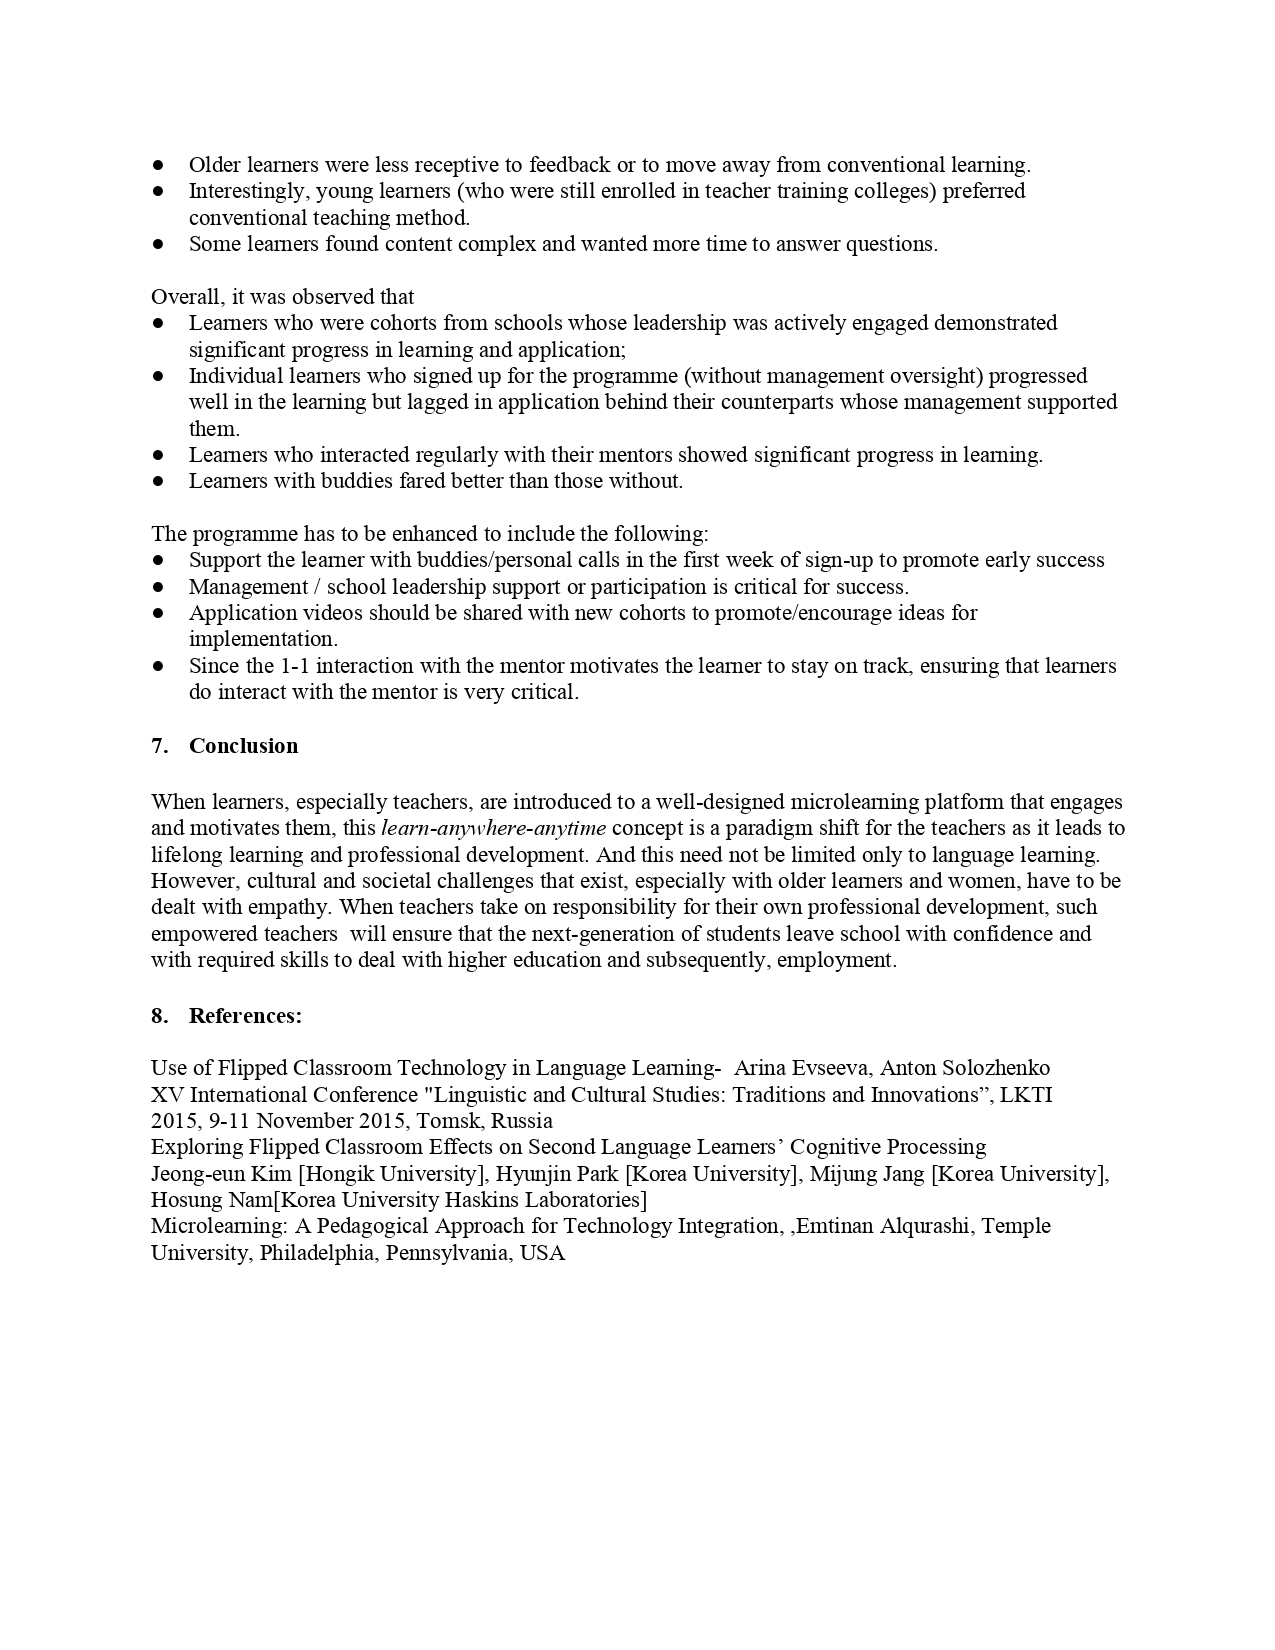 ● Older learners were less receptive to feedback or to move away from conventional learning.
● Interestingly, young learners (who were still enrolled in teacher training colleges) preferred
conventional teaching method.
● Some learners found content complex and wanted more time to answer questions.
Overall, it was observed that
● Learners who were cohorts from schools whose leadership was actively engaged demonstrated
significant progress in learning and application;
● Individual learners who signed up for the programme (without management oversight) progressed
well in the learning but lagged in application behind their counterparts whose management supported
them.
● Learners who interacted regularly with their mentors showed significant progress in learning.
● Learners with buddies fared better than those without.
The programme has to be enhanced to include the following:
● Support the learner with buddies/personal calls in the first week of sign-up to promote early success
● Management / school leadership support or participation is critical for success.
● Application videos should be shared with new cohorts to promote/encourage ideas for
implementation.
● Since the 1-1 interaction with the mentor motivates the learner to stay on track, ensuring that learners
do interact with the mentor is very critical.
7. Conclusion
When learners, especially teachers, are introduced to a well-designed microlearning platform that engages
and motivates them, this learn-anywhere-anytime concept is a paradigm shift for the teachers as it leads to
lifelong learning and professional development. And this need not be limited only to language learning.
However, cultural and societal challenges that exist, especially with older learners and women, have to be
dealt with empathy. When teachers take on responsibility for their own professional development, such
empowered teachers  will ensure that the next-generation of students leave school with confidence and
with required skills to deal with higher education and subsequently, employment.
8. References:
Use of Flipped Classroom Technology in Language Learning-  Arina Evseeva, Anton Solozhenko
XV International Conference "Linguistic and Cultural Studies: Traditions and Innovations”, LKTI
2015, 9-11 November 2015, Tomsk, Russia
Exploring Flipped Classroom Effects on Second Language Learners’ Cognitive Processing
Jeong-eun Kim [Hongik University], Hyunjin Park [Korea University], Mijung Jang [Korea University],
Hosung Nam[Korea University Haskins Laboratories]
Microlearning: A Pedagogical Approach for Technology Integration, ,Emtinan Alqurashi, Temple
University, Philadelphia, Pennsylvania, USA